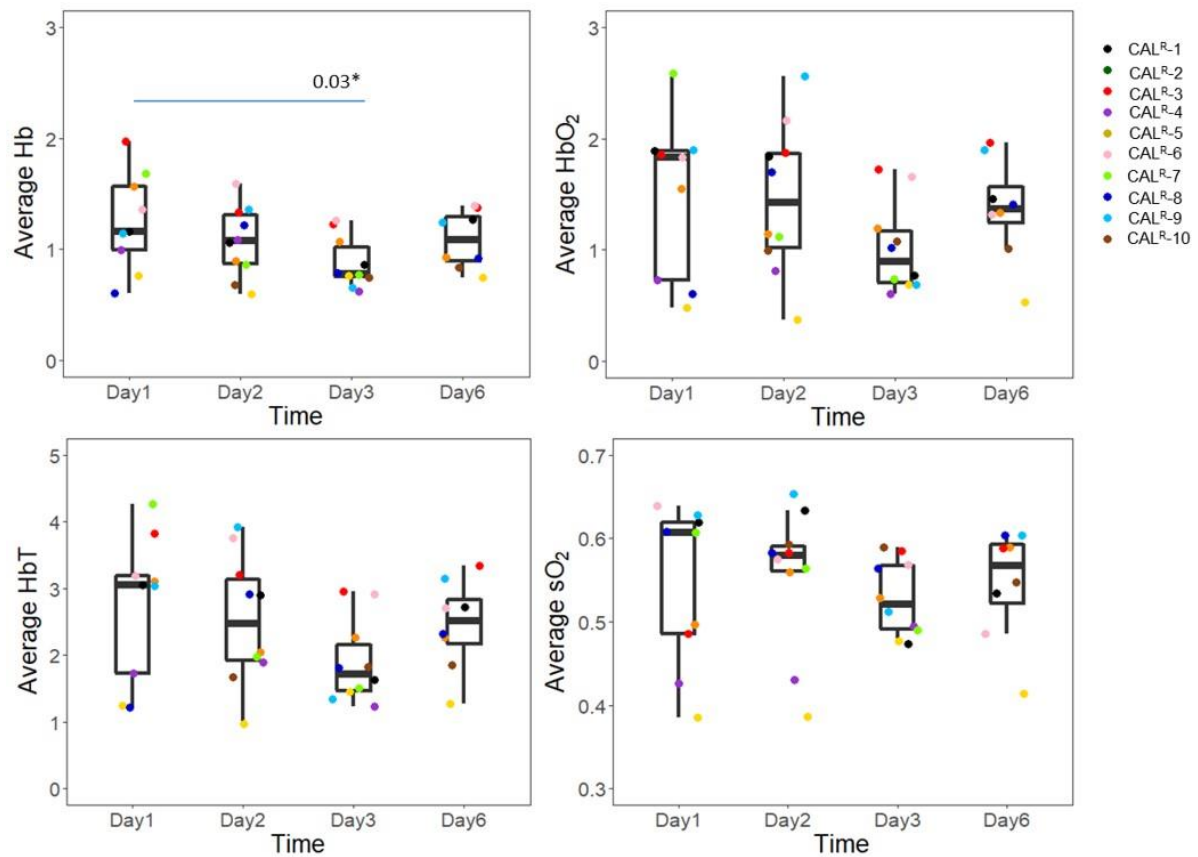 3
2
1
0
Average Hb
0.03*
Day1 Day2 Day3 Day6
Time
3
2
1
0
Average HbO₂
Day1 Day2 Day3 Day6
Time
CALᴿ-1
CALᴿ-2
CALᴿ-3
CALᴿ-4
CALᴿ-5
CALᴿ-6
CALᴿ-7
CALᴿ-8
CALᴿ-9
CALᴿ-10
5
4
3
2
1
0
Average HbT
Day1 Day2 Day3 Day6
Time
0.7
0.6
0.5
0.4
0.3
Average sO₂
Day1 Day2 Day3 Day6
Time